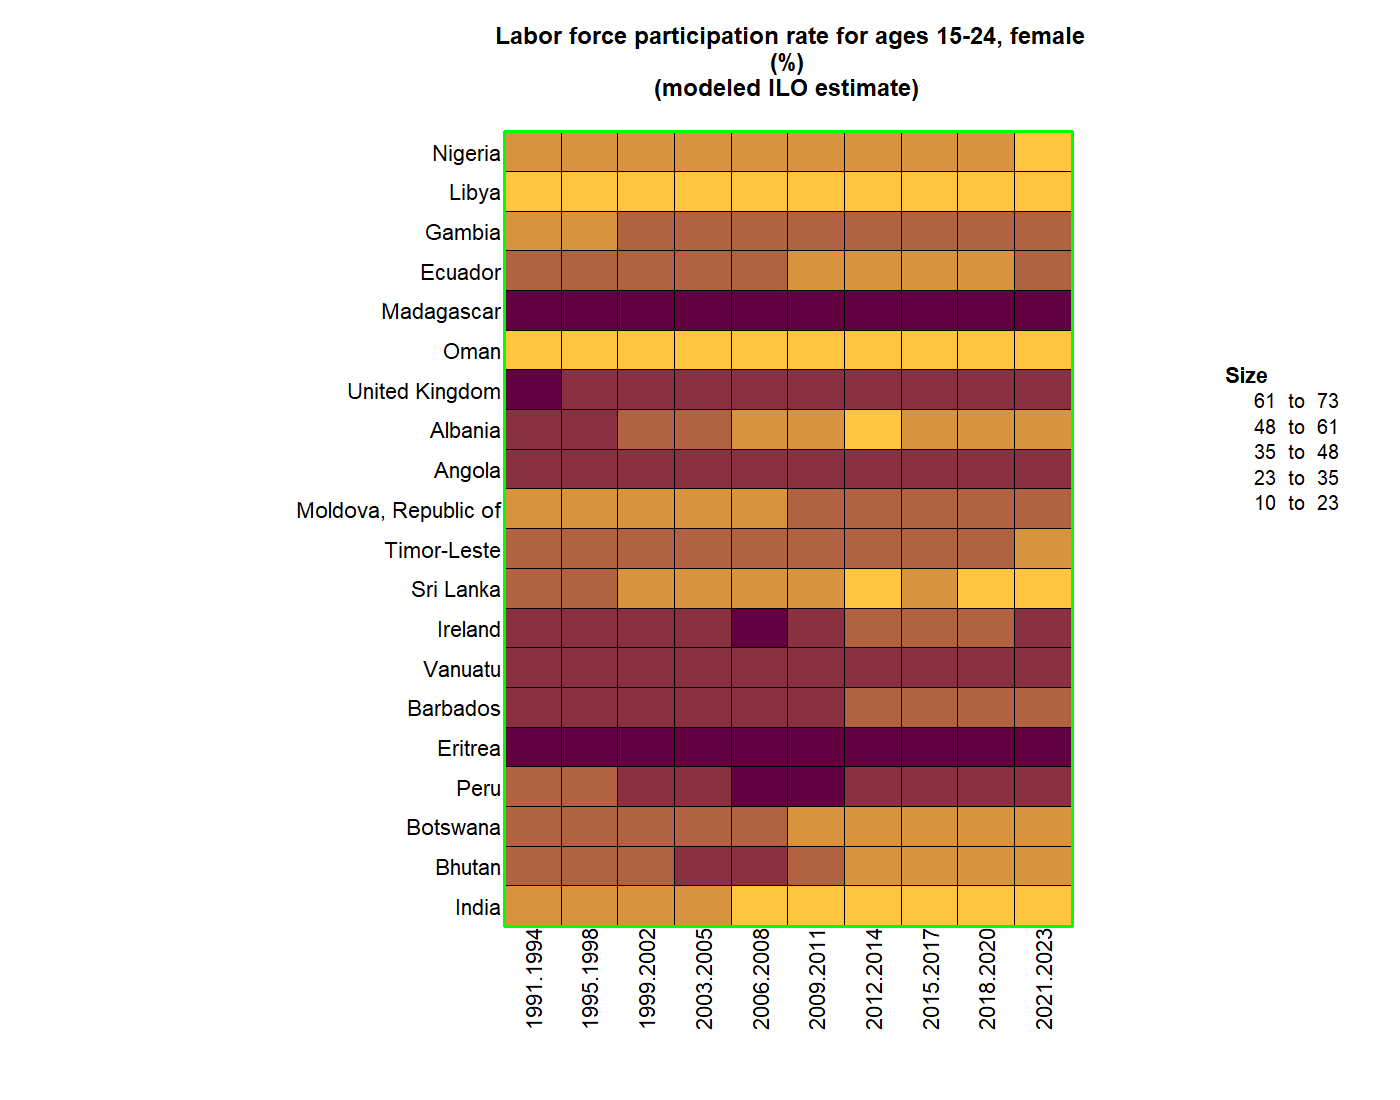 Labor force participation rate for ages 15-24, female
(%)
(modeled ILO estimate)
Nigeria
Libya
Gambia
Ecuador
Madagascar
Oman
United Kingdom
Albania
Angola
Moldova, Republic of
Timor-Leste
Sri Lanka
Ireland
Vanuatu
Barbados
Eritrea
Peru
Botswana
Bhutan
India
1991.1994
1995.1998
1999.2002
2003.2005
2006.2008
2009.2011
2012.2014
2015.2017
2018.2020
2021.2023
Size
61 to 73
48 to 61
35 to 48
23 to 35
10 to 23